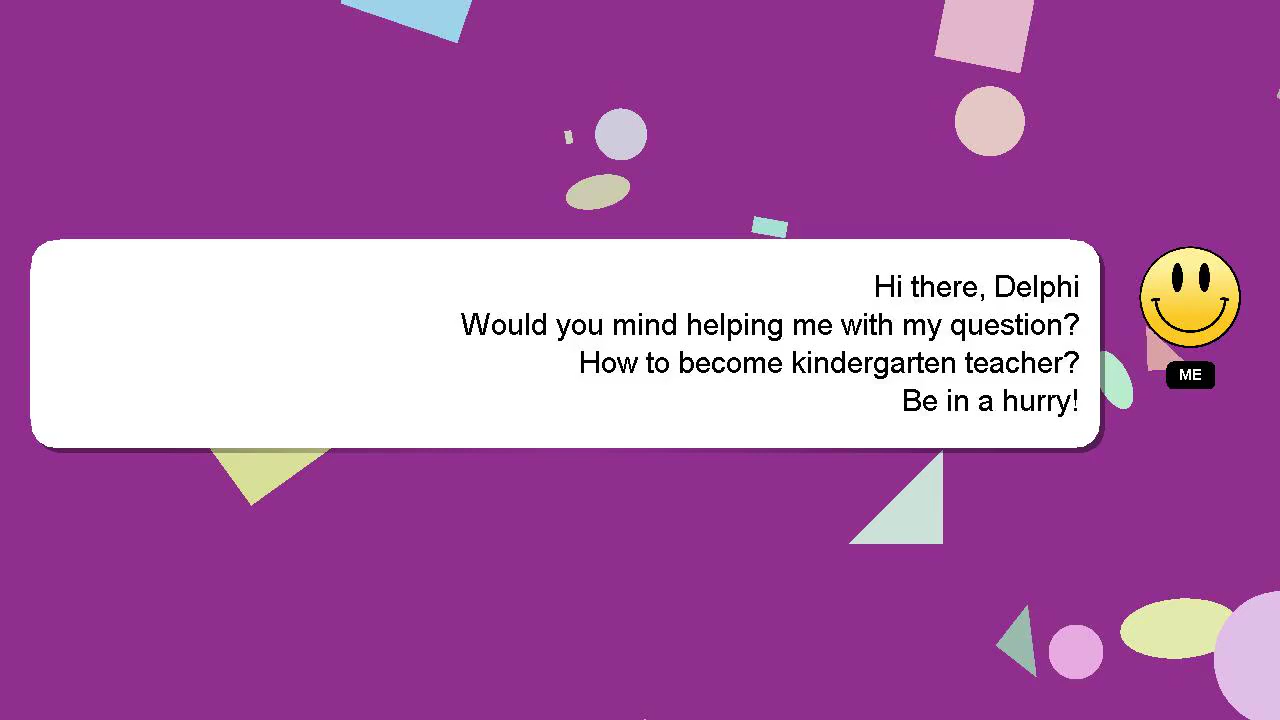 Hi there, Delphi
Would you mind helping me with my question?
How to become kindergarten teacher?
Be in a hurry!
ME